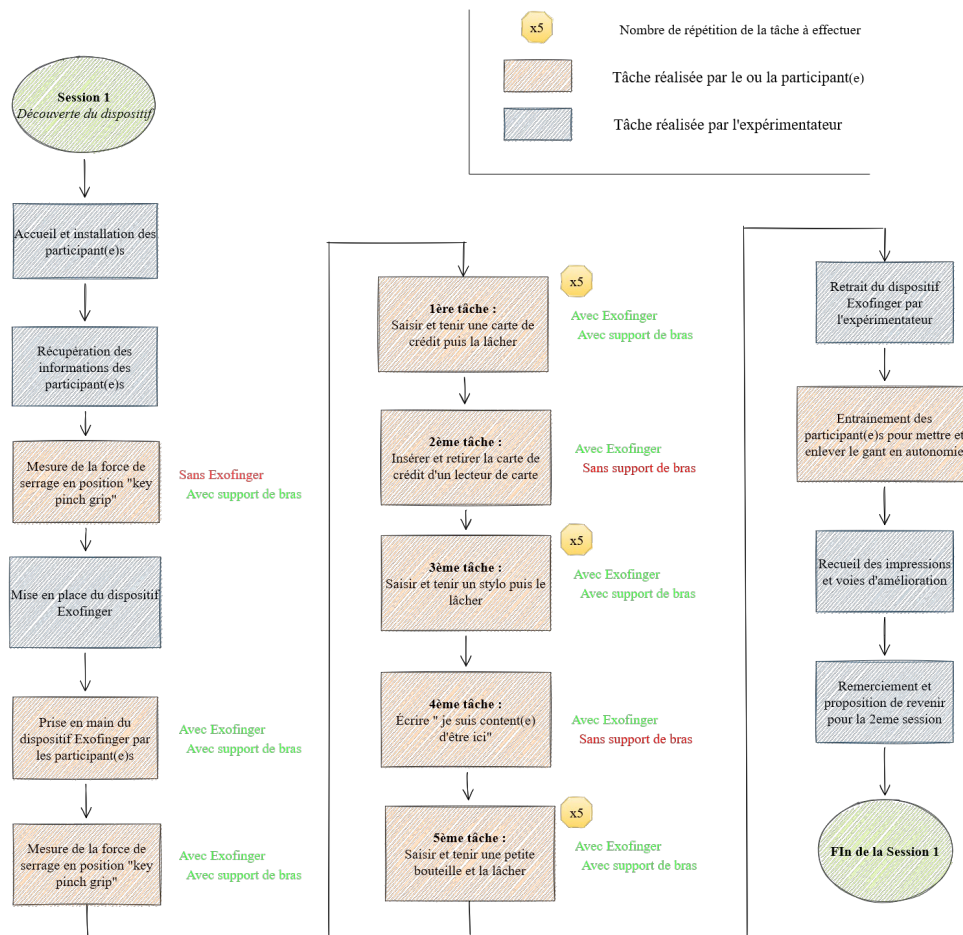 x5
Nombre de répétition de la tâche à effectuer
Tâche réalisée par le ou la participant(e)
Tâche réalisée par l'expérimentateur
Session 1
Découverte du dispositif
Accueil et installation des
participant(e)s
Récupération des
informations des
participant(e)s
Mesure de la force de
serrage en position "key
pinch grip"
Sans Exofinger
Avec support de bras
Mise en place du dispositif
Exofinger
Prise en main du
dispositif Exofinger par
les participant(e)s
Avec Exofinger
Avec support de bras
Mesure de la force de
serrage en position "key
pinch grip"
Avec Exofinger
Avec support de bras
x5
1ère tâche :
Saisir et tenir une carte de
crédit puis la lâcher
Avec Exofinger
Avec support de bras
2ème tâche :
Insérer et retirer la carte de
crédit d'un lecteur de carte
Avec Exofinger
Sans support de bras
x5
3ème tâche :
Saisir et tenir un stylo puis le
lâcher
Avec Exofinger
Avec support de bras
4ème tâche :
Écrire " je suis content(e)
d'être ici"
Avec Exofinger
Sans support de bras
x5
5ème tâche :
Saisir et tenir une petite
bouteille et la lâcher
Avec Exofinger
Avec support de bras
Retrait du dispositif
Exofinger par
l'expérimentateur
Entrainement des
participant(e)s pour mettre et
enlever le gant en autonomie
Recueil des impressions
et voies d'amélioration
Remerciement et
proposition de revenir
pour la 2eme session
FIn de la Session 1